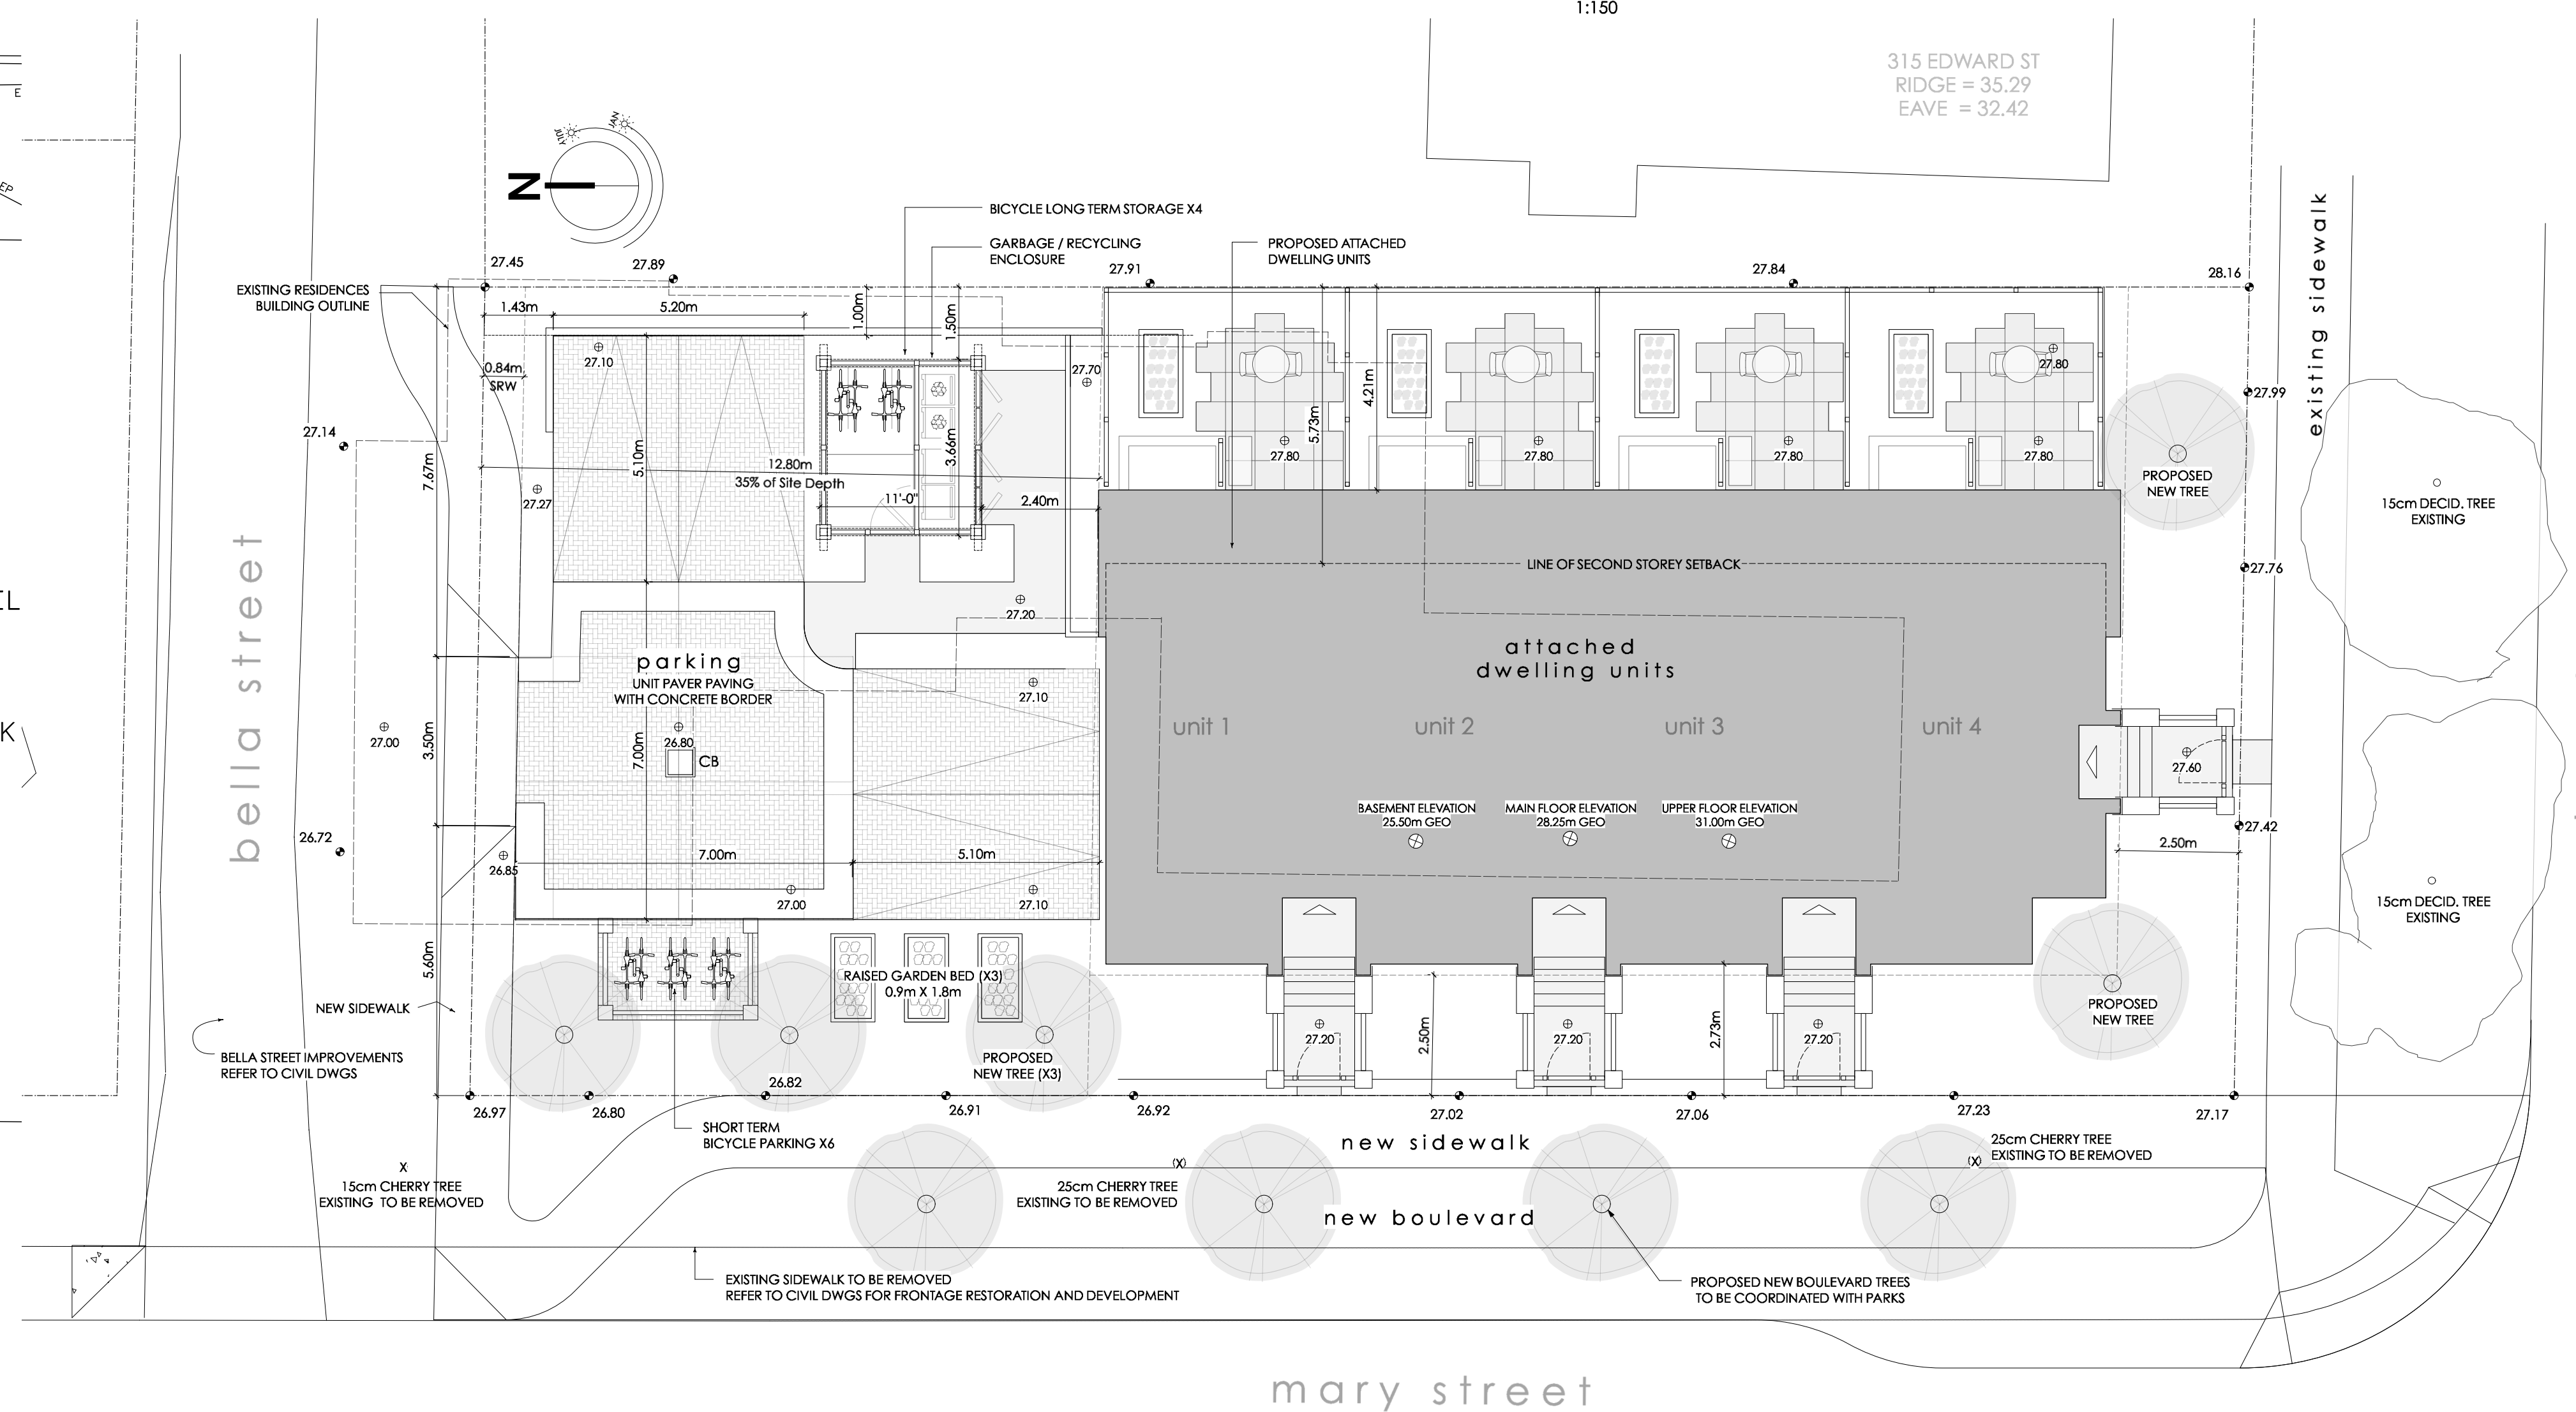 1:150
315 EDWARD ST
RIDGE = 35.29
EAVE = 32.42
E
EP
JULY
JAN
N
BICYCLE LONG TERM STORAGE X4
GARBAGE / RECYCLING
ENCLOSURE
PROPOSED ATTACHED
DWELLING UNITS
existing sidewalk
27.45
27.89
27.91
27.84
28.16
EXISTING RESIDENCES
BUILDING OUTLINE
1.43m
5.20m
1.00m
1.50m
0.84m
SRW
27.10
27.70
27.14
7.67m
5.10m
12.80m
35% of Site Depth
3.66m
11'-0"
2.40m
27.27
5.73m
4.21m
27.80
27.80
27.80
27.80
27.80
27.99
PROPOSED
NEW TREE
15cm DECID. TREE
EXISTING
LINE OF SECOND STOREY SETBACK
27.76
27.20
bella street
EL
K
parking
UNIT PAVER PAVING
WITH CONCRETE BORDER
27.10
attached
dwelling units
unit 1
unit 2
unit 3
unit 4
27.00
3.50m
26.80
7.00m
CB
27.60
BASEMENT ELEVATION
25.50m GEO
MAIN FLOOR ELEVATION
28.25m GEO
UPPER FLOOR ELEVATION
31.00m GEO
27.42
2.50m
26.72
26.85
7.00m
5.10m
27.00
27.10
15cm DECID. TREE
EXISTING
5.60m
RAISED GARDEN BED (X3)
0.9m X 1.8m
NEW SIDEWALK
27.20
2.50m
27.20
2.73m
27.20
PROPOSED
NEW TREE
BELLA STREET IMPROVEMENTS
REFER TO CIVIL DWGS
PROPOSED
NEW TREE (X3)
26.97
26.80
26.82
26.91
26.92
27.02
27.06
27.23
27.17
SHORT TERM
BICYCLE PARKING X6
new sidewalk
X
15cm CHERRY TREE
EXISTING TO BE REMOVED
(X)
25cm CHERRY TREE
EXISTING TO BE REMOVED
(X)
25cm CHERRY TREE
EXISTING TO BE REMOVED
new boulevard
EXISTING SIDEWALK TO BE REMOVED
REFER TO CIVIL DWGS FOR FRONTAGE RESTORATION AND DEVELOPMENT
PROPOSED NEW BOULEVARD TREES
TO BE COORDINATED WITH PARKS
mary street